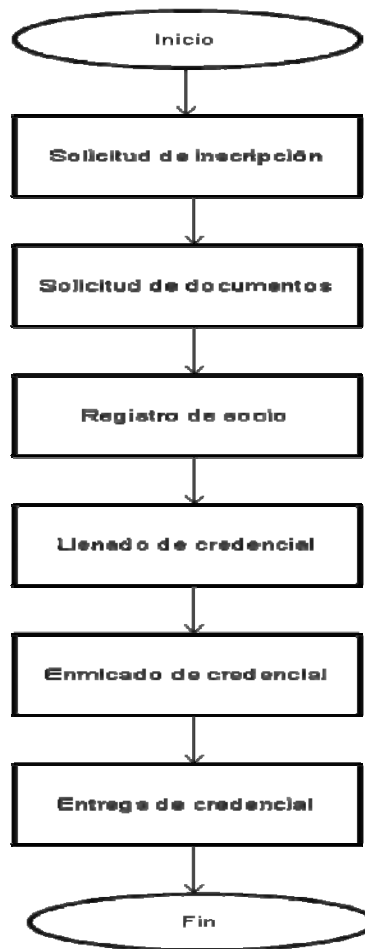 Inicio
Solicitud de inscripción
Solicitud de documentos
Registro de socio
Llenado de credencial
Enmicado de credencial
Entrega de credencial
Fin